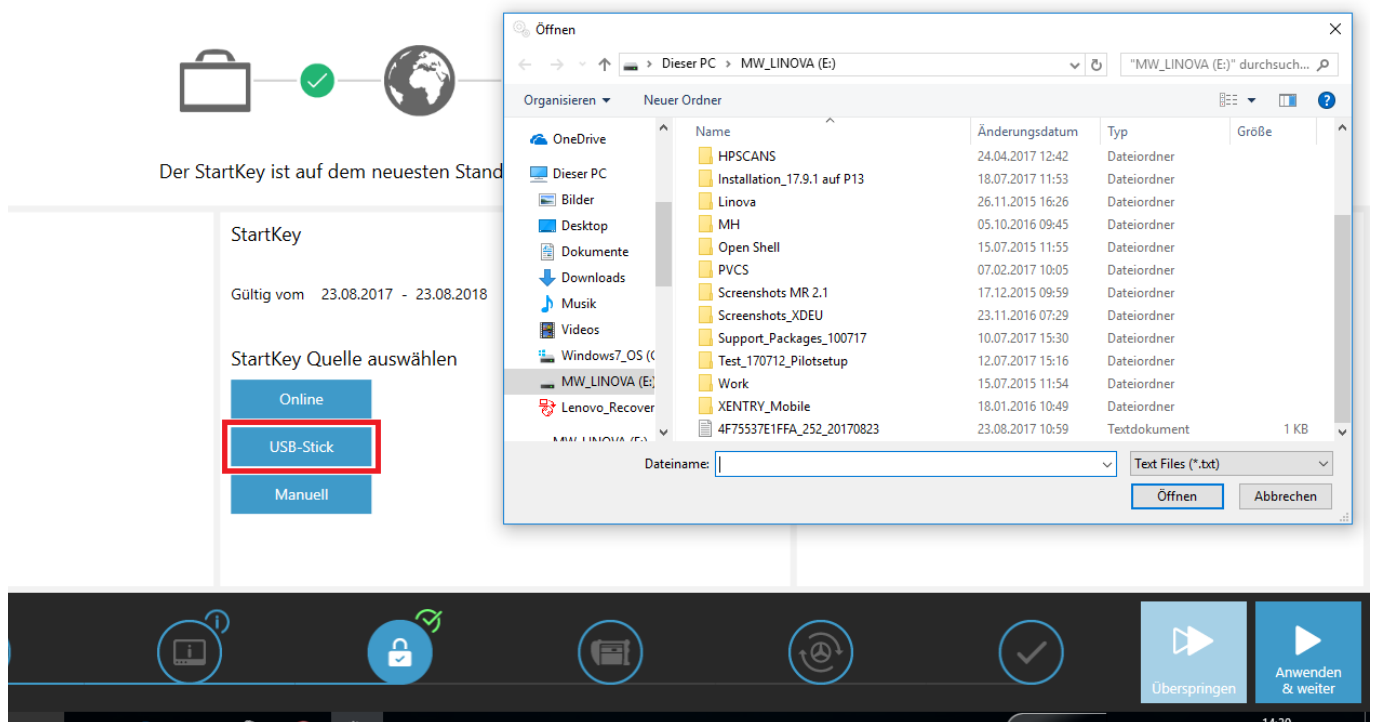 Öffnen
Dieser PC > MW_LINOVA (E:)
"MW_LINOVA (E:)" durchsuch...
Organisieren
Neuer Ordner
OneDrive
Dieser PC
Bilder
Desktop
Dokumente
Downloads
Musik
Videos
Windows7_OS (C
MW_LINOVA (E:)
Lenovo_Recover
MW_LINOVA (E:)
Name Änderungsdatum Typ Größe
HPSCANS 24.04.2017 12:42 Dateiordner
Installation_17.9.1 auf P13 18.07.2017 11:53 Dateiordner
Linova 26.11.2015 16:26 Dateiordner
MH 05.10.2016 09:45 Dateiordner
Open Shell 15.07.2015 11:55 Dateiordner
PVCS 07.02.2017 10:05 Dateiordner
Screenshots MR 2.1 17.12.2015 09:59 Dateiordner
Screenshots_XDEU 23.11.2016 07:29 Dateiordner
Support_Packages_100717 10.07.2017 15:30 Dateiordner
Test_170712_Pilotsetup 12.07.2017 15:16 Dateiordner
Work 15.07.2015 11:54 Dateiordner
XENTRY_Mobile 18.01.2016 10:49 Dateiordner
4F75537E1FFA_252_20170823 23.08.2017 10:59 Textdokument 1 KB
Dateiname:
Text Files (*.txt)
Öffnen
Abbrechen
Der StartKey ist auf dem neuesten Stand
StartKey
Gültig vom 23.08.2017 - 23.08.2018
StartKey Quelle auswählen
Online
USB-Stick
Manuell
Überspringen
Anwenden
& weiter